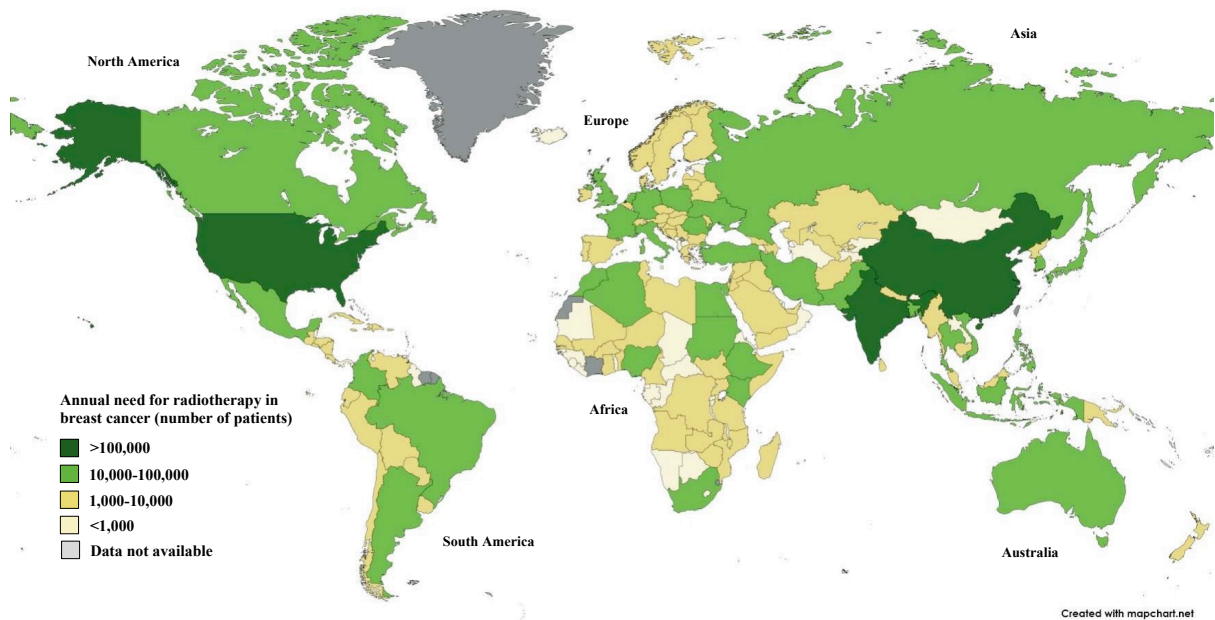 Asia
North America
Europe
Africa
Annual need for radiotherapy in
breast cancer (number of patients)
>100,000
10,000-100,000
1,000-10,000
<1,000
Data not available
South America
Australia
Created with mapchart.net